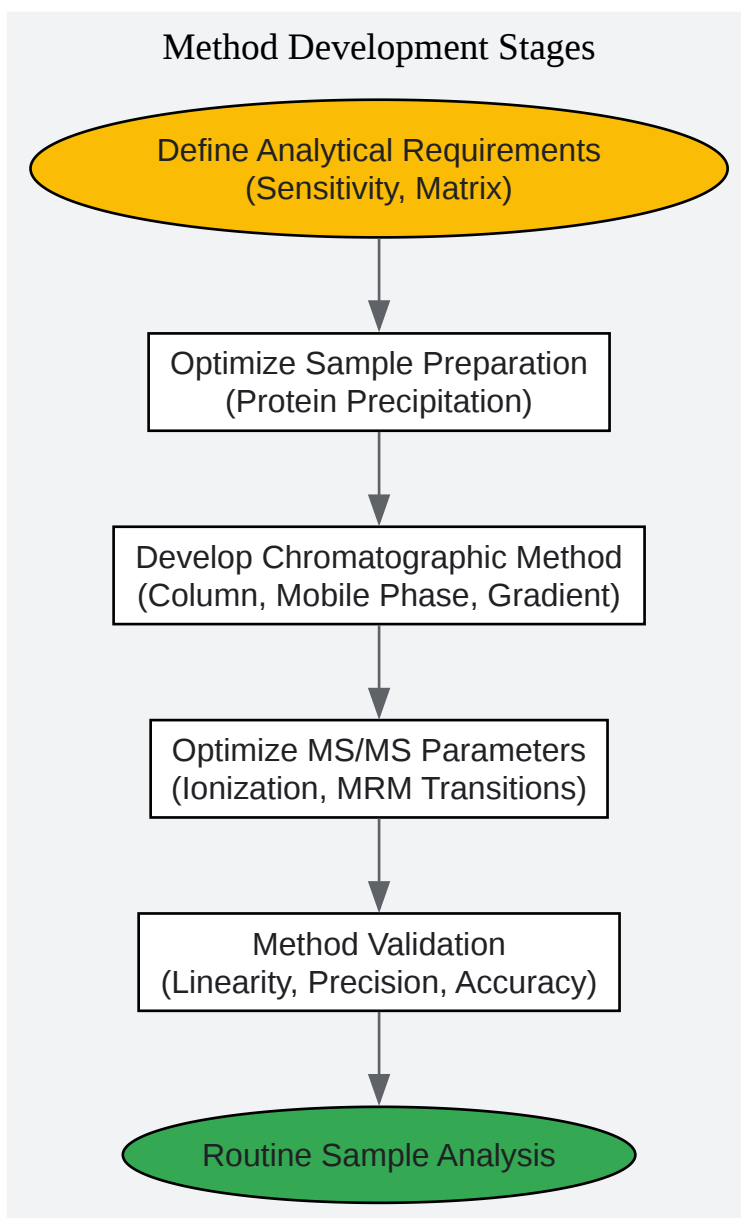 Method Development Stages
Define Analytical Requirements
(Sensitivity, Matrix)
Optimize Sample Preparation
(Protein Precipitation)
Develop Chromatographic Method
(Column, Mobile Phase, Gradient)
Optimize MS/MS Parameters
(Ionization, MRM Transitions)
Method Validation
(Linearity, Precision, Accuracy)
Routine Sample Analysis